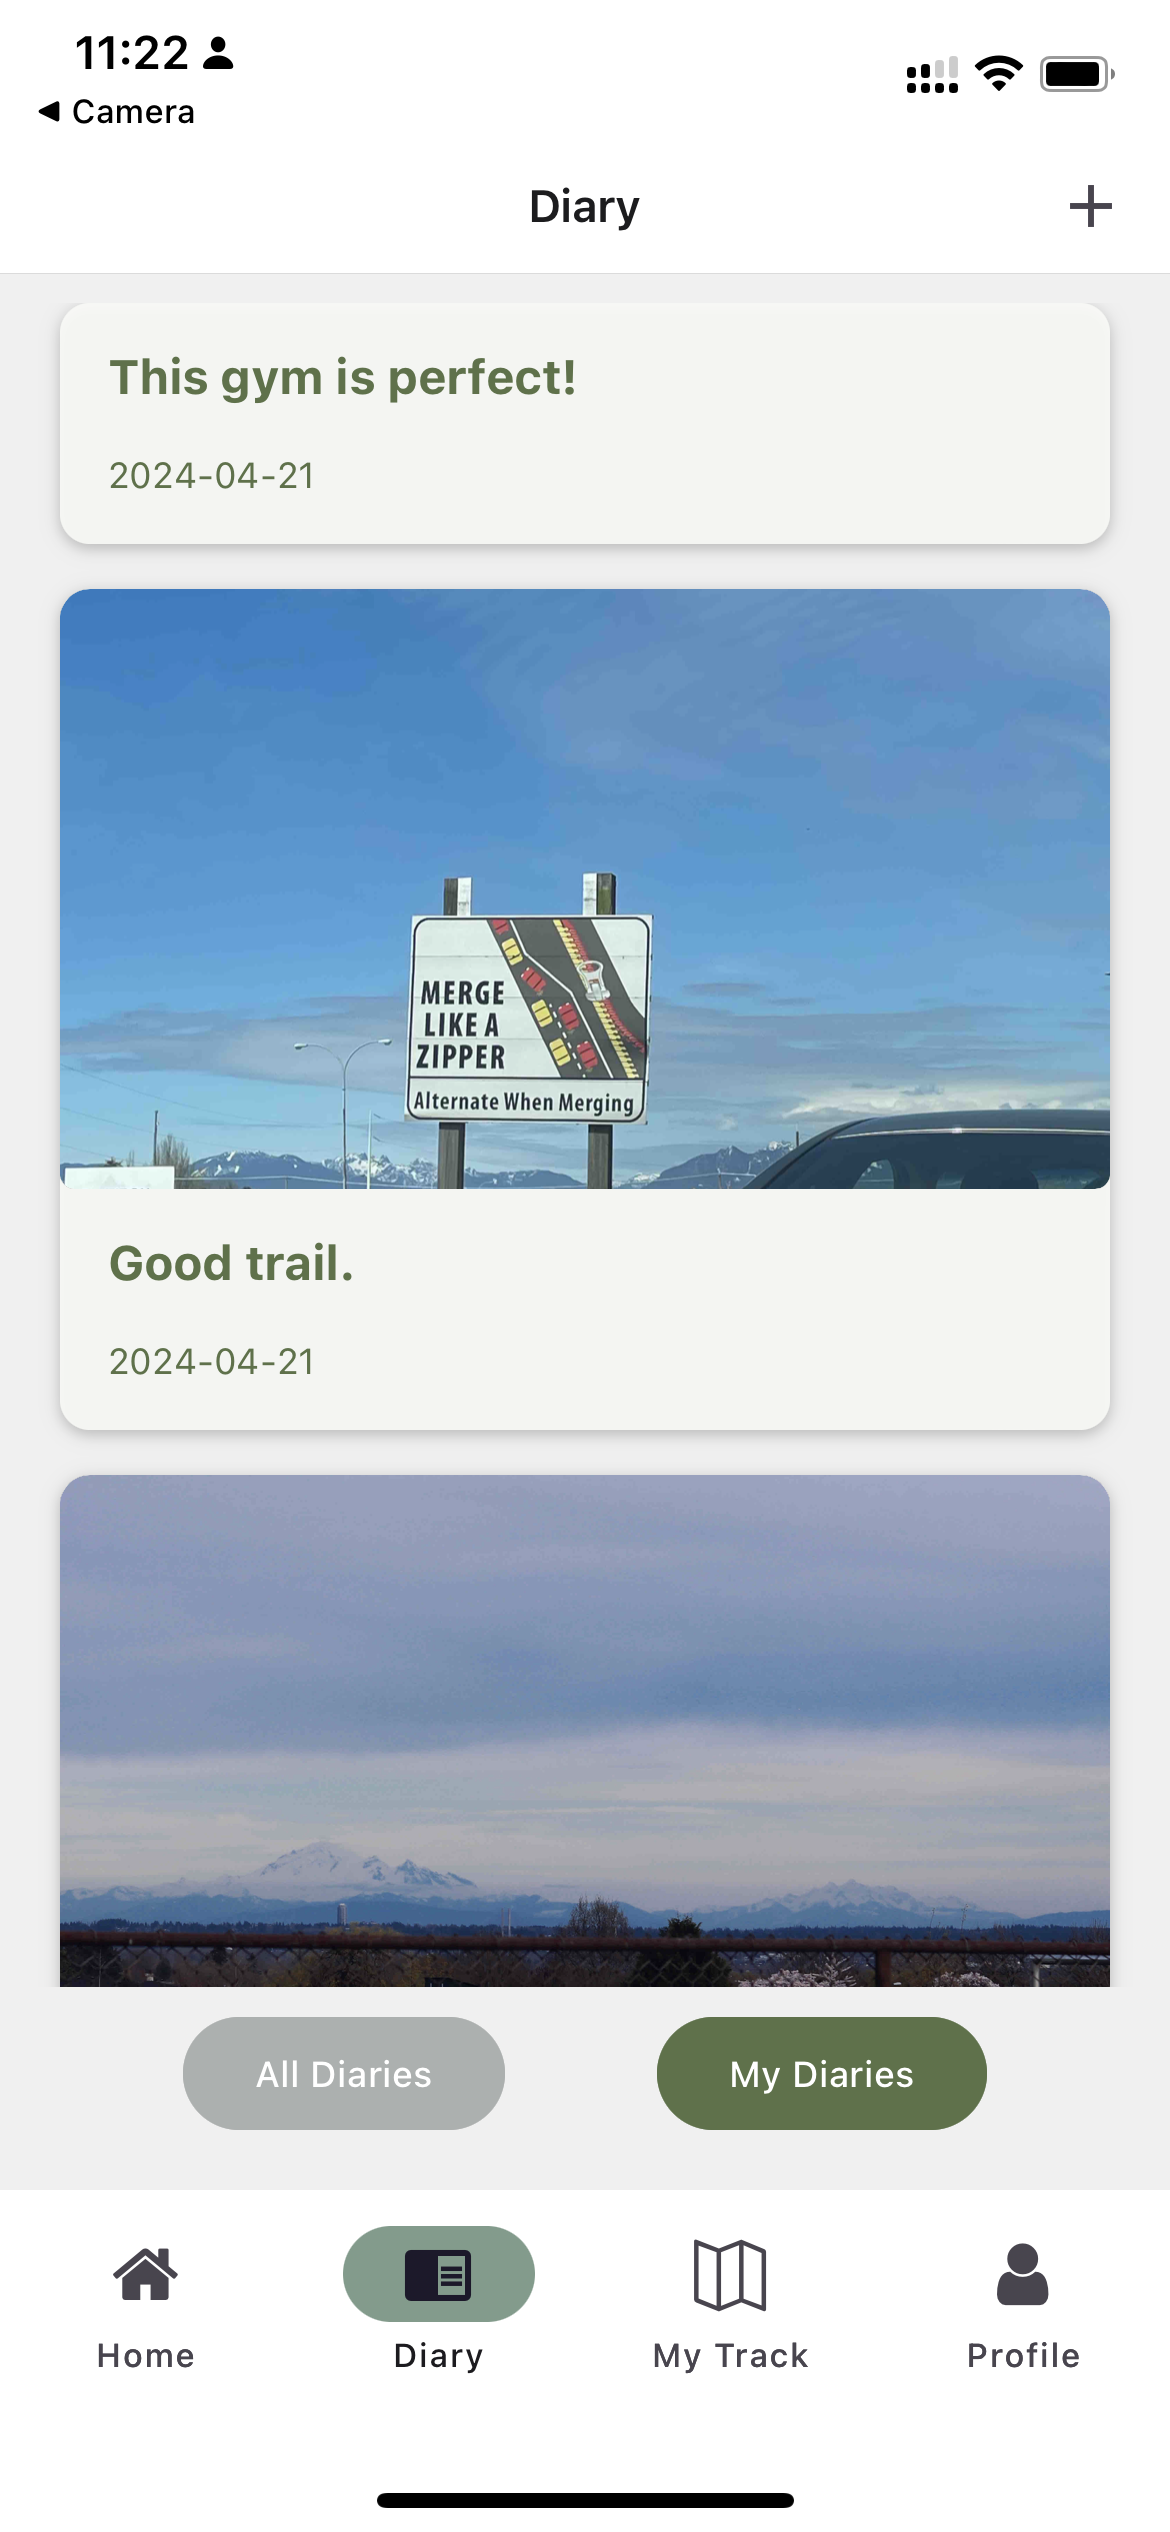 11:22
◀ Camera
Diary
This gym is perfect!
2024-04-21
MERGE
LIKE A
ZIPPER
Alternate When Merging
Good trail.
2024-04-21
All Diaries
My Diaries
Home
Diary
My Track
Profile